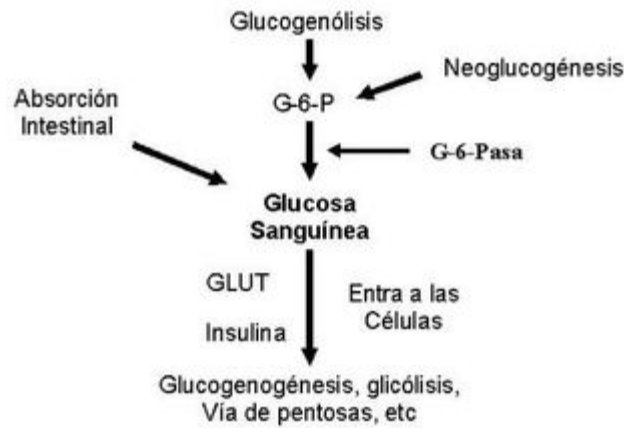 Glucogenólisis
Neoglucogénesis
G-6-P
Absorción
Intestinal
G-6-Pasa
Glucosa
Sanguínea
GLUT
Insulina
Entra a las
Células
Glucogenogénesis, glicólisis,
Vía de pentosas, etc